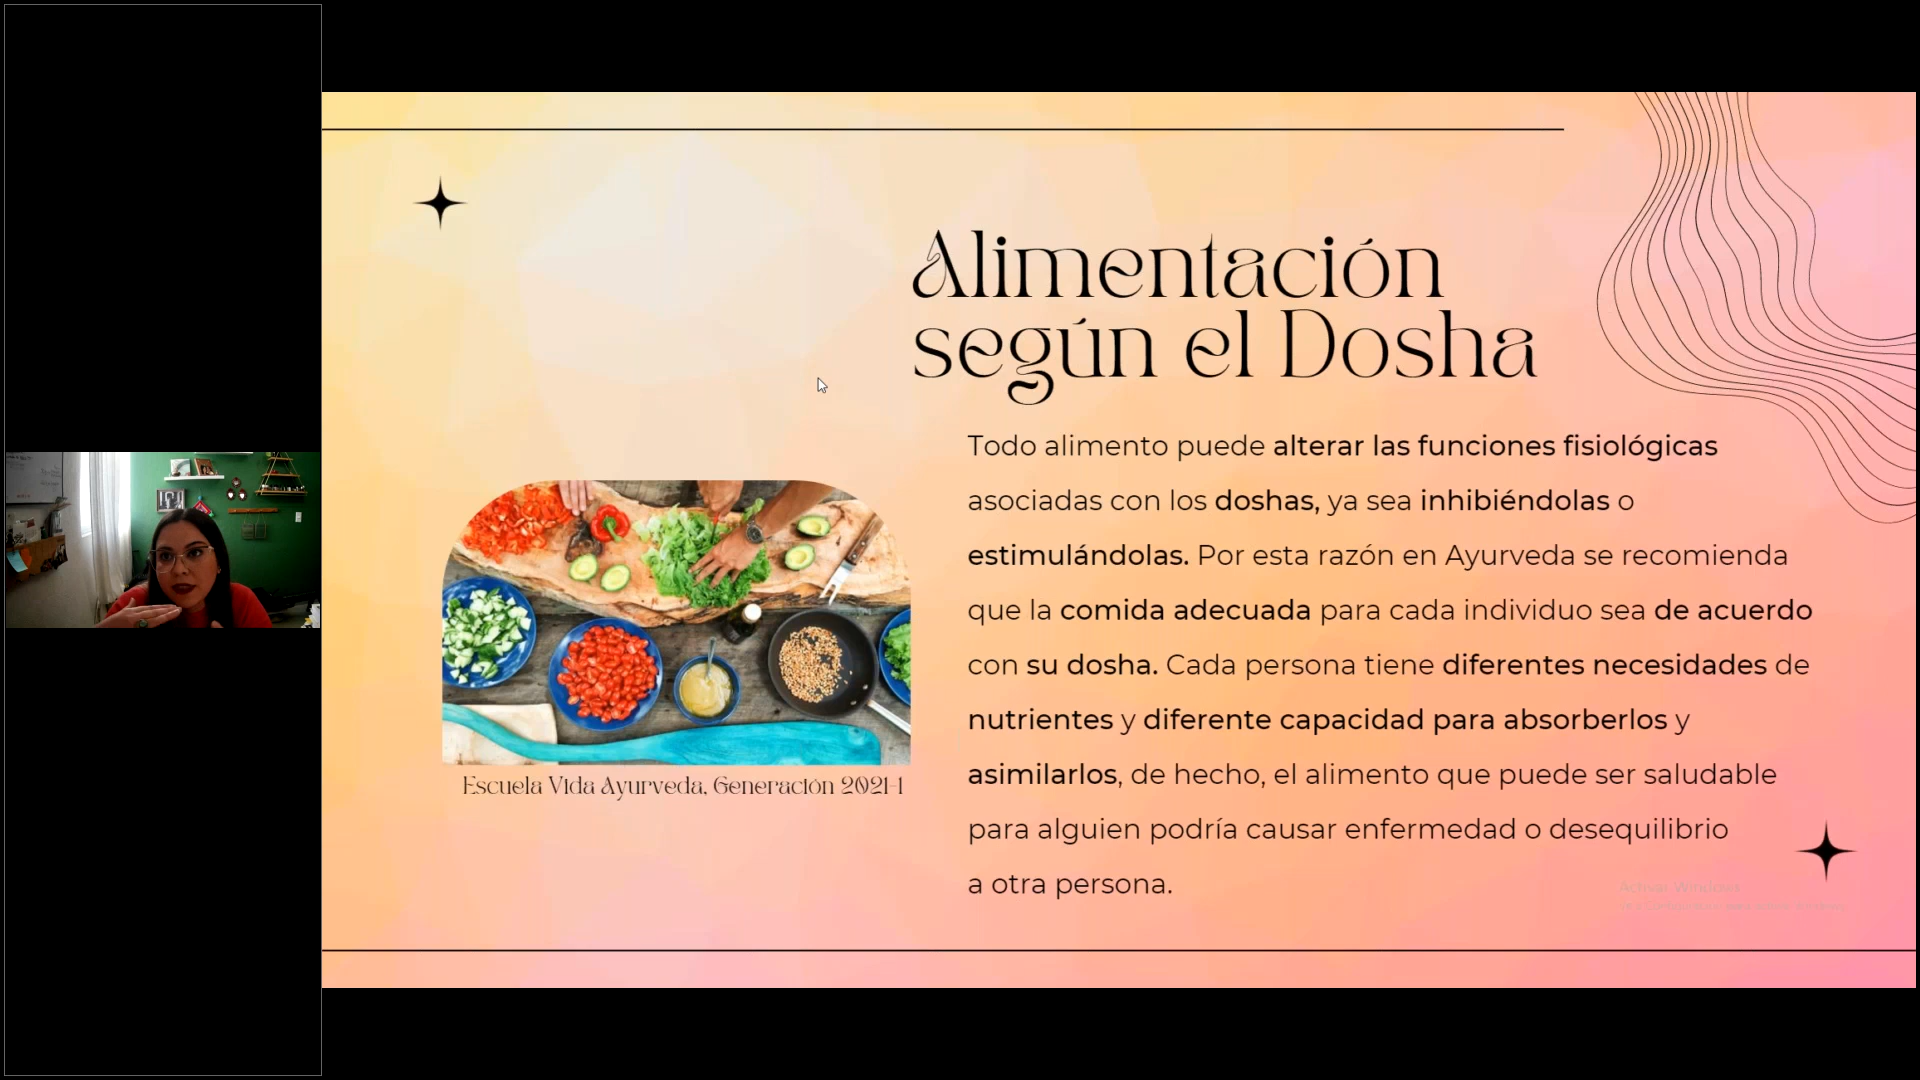 Alimentación
según el Dosha
Todo alimento puede alterar las funciones fisiológicas
asociadas con los doshas, ya sea inhibiéndolas o
estimulándolas. Por esta razón en Ayurveda se recomienda
que la comida adecuada para cada individuo sea de acuerdo
con su dosha. Cada persona tiene diferentes necesidades de
nutrientes y diferente capacidad para absorberlos y
asimilarlos, de hecho, el alimento que puede ser saludable
para alguien podría causar enfermedad o desequilibrio
a otra persona.
Escuela Vida Ayurveda, Generación 2021-1
Activar Windows